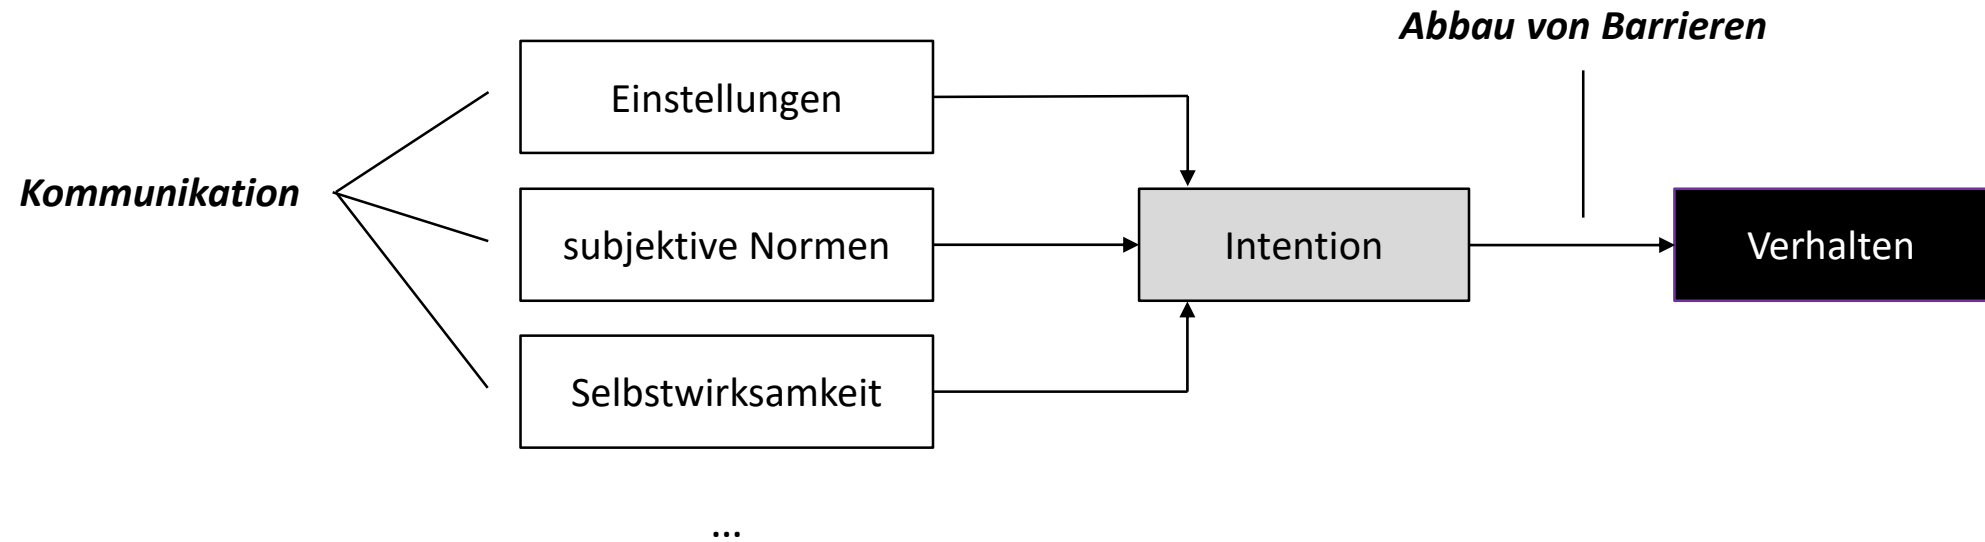 Abbau von Barrieren
Einstellungen
Kommunikation
subjektive Normen
Intention
Verhalten
Selbstwirksamkeit
...